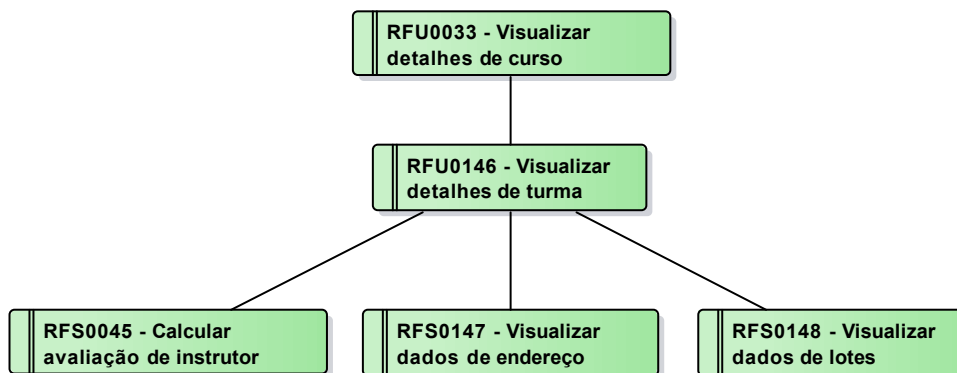 RFU0033 - Visualizar
detalhes de curso
RFU0146 - Visualizar
detalhes de turma
RFS0045 - Calcular
avaliação de instrutor
RFS0147 - Visualizar
dados de endereço
RFS0148 - Visualizar
dados de lotes